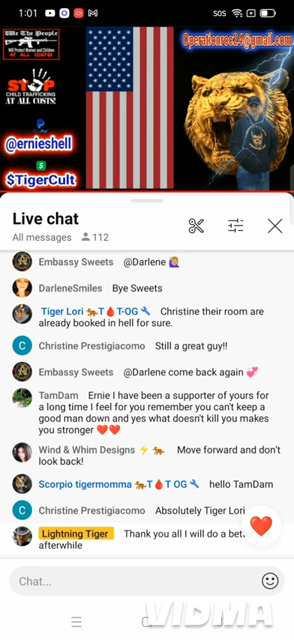 1:01
SOS
We The People
Will Protect Women and Children
AT ALL COSTS!
Operationroc24@gmail.com
STOP
CHILD TRAFFICKING
AT ALL COSTS!
@ernieshell
$TigerCult
Live chat
All messages 112
Embassy Sweets @Darlene 🙋🏼‍♀️
DarleneSmiles Bye Sweets
Tiger Lori 🐅T🩸T-OG🔧 Christine their room are
already booked in hell for sure.
C Christine Prestigiacomo Still a great guy!!
Embassy Sweets @Darlene come back again 💞
TamDam Ernie I have been a supporter of yours for
a long time I feel for you remember you can't keep a
good man down and yes what doesn't kill you makes
you stronger ❤️❤️
Wind & Whim Designs ⚡ 🐅 Move forward and don't
look back!
Scorpio tigermomma 🐅T🩸T OG🔧 hello TamDam
C Christine Prestigiacomo Absolutely Tiger Lori
Lightning Tiger Thank you all I will do a bet
afterwhile
Chat...
VIDMA